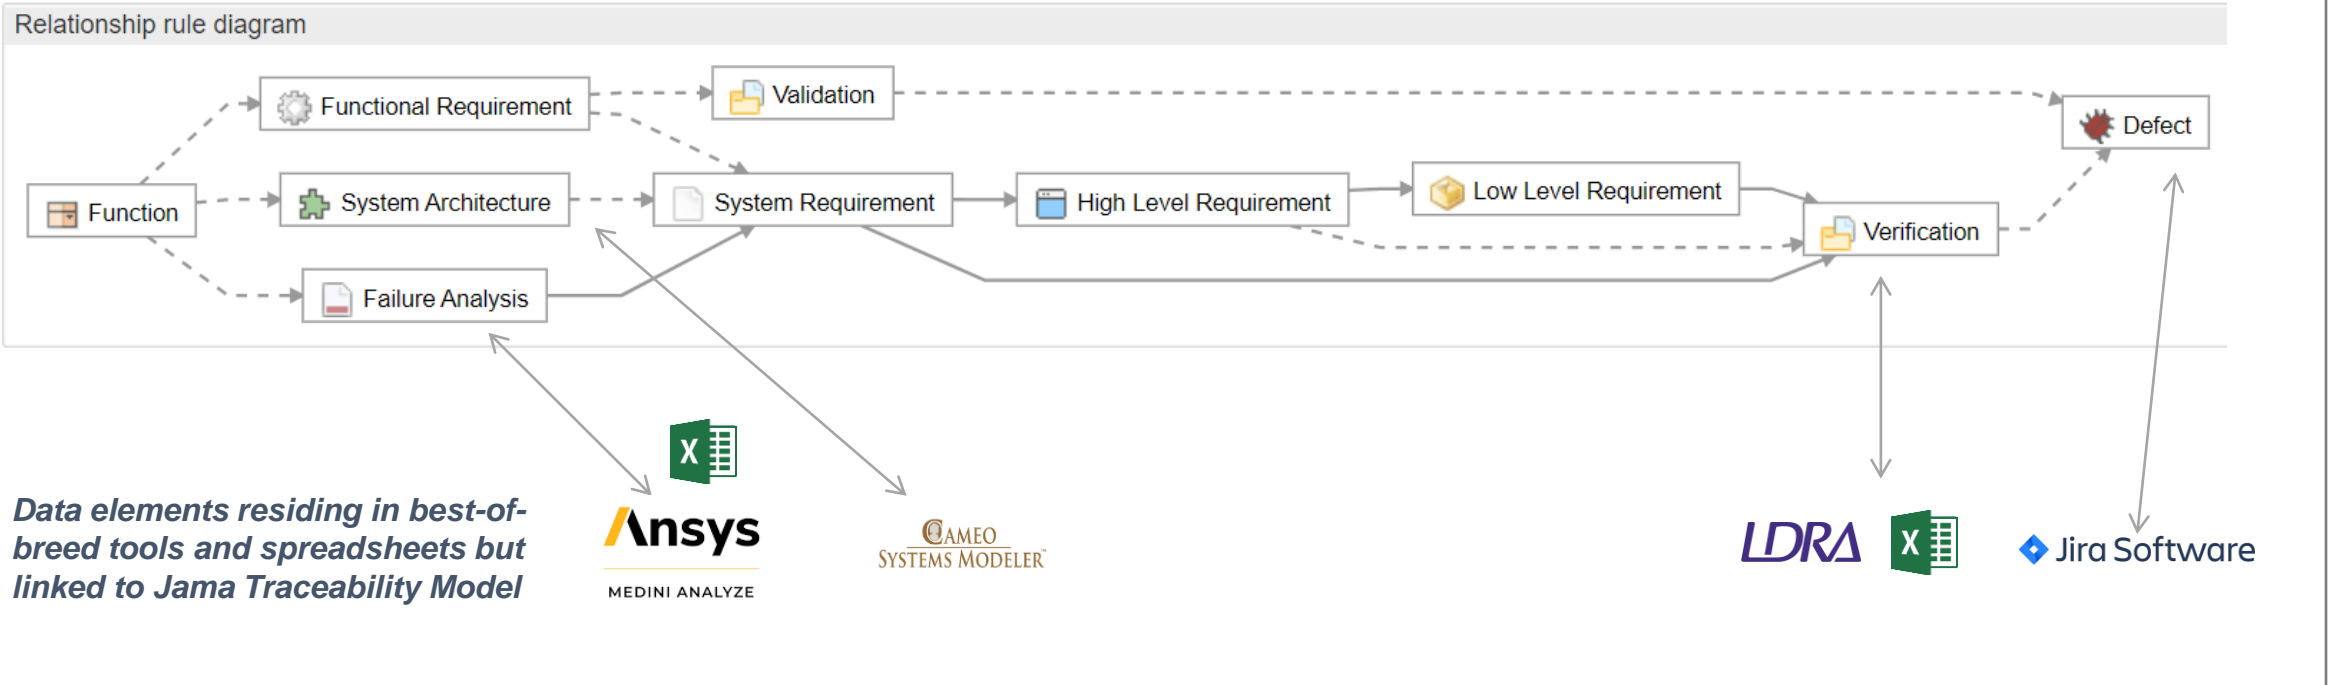 Relationship rule diagram
Functional Requirement
Validation
Defect
Function
System Architecture
System Requirement
High Level Requirement
Low Level Requirement
Verification
Failure Analysis
Data elements residing in best-of-
breed tools and spreadsheets but
linked to Jama Traceability Model
X
Ansys
MEDINI ANALYZE
CAMEO
SYSTEMS MODELER™
LDRA
X
Jira Software